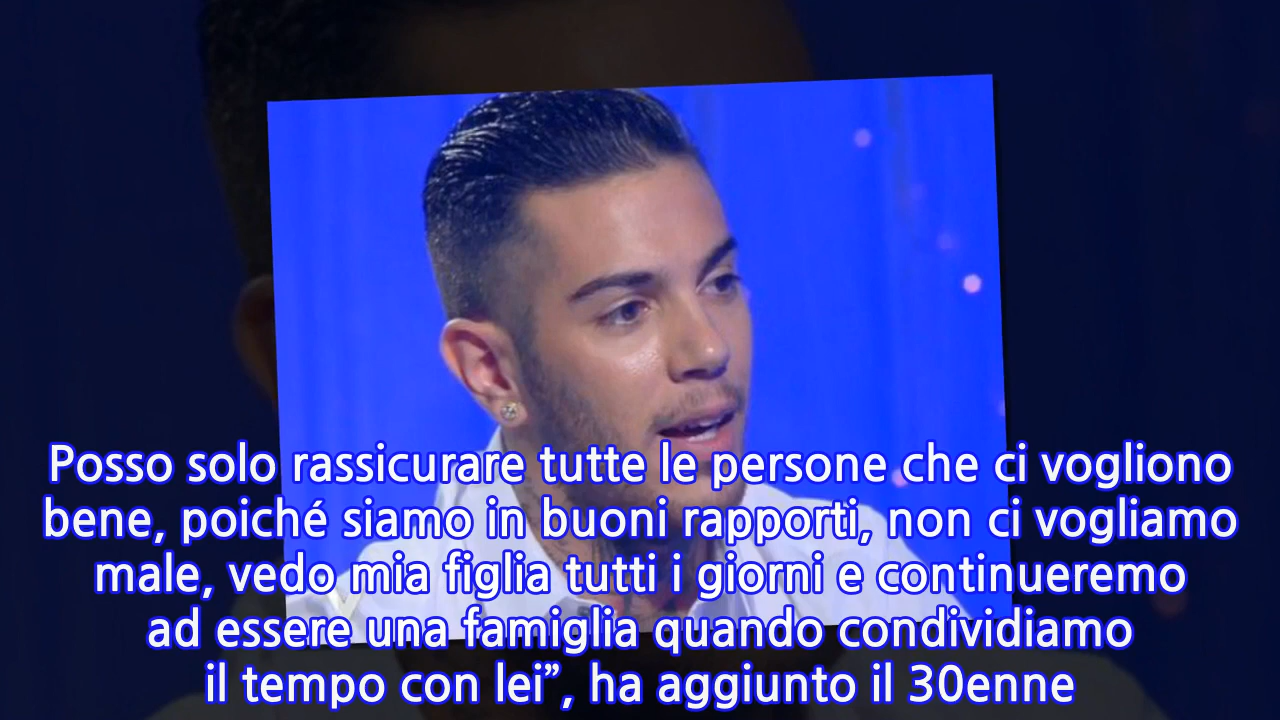 Posso solo rassicurare tutte le persone che ci vogliono
bene, poiché siamo in buoni rapporti, non ci vogliamo
male, vedo mia figlia tutti i giorni e continueremo
ad essere una famiglia quando condividiamo
il tempo con lei”, ha aggiunto il 30enne